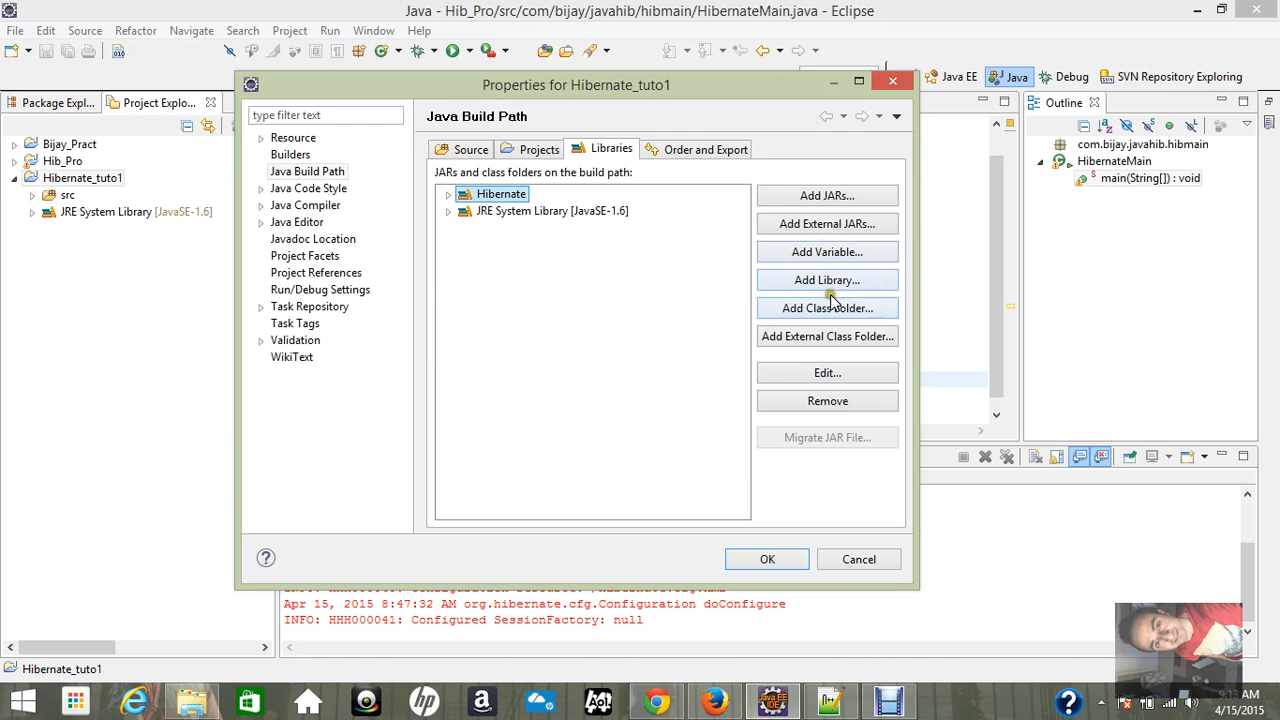 Java - Hib_Pro/src/com/bijay/javahib/hibmain/HibernateMain.java - Eclipse
File Edit Source Refactor Navigate Search Project Run Window Help
Java EE Java Debug SVN Repository Exploring
Package Expl... Project Explo...
Bijay_Pract
Hib_Pro
Hibernate_tuto1
src
JRE System Library [JavaSE-1.6]
Properties for Hibernate_tuto1
type filter text
Resource
Builders
Java Build Path
Java Code Style
Java Compiler
Java Editor
Javadoc Location
Project Facets
Project References
Run/Debug Settings
Task Repository
Task Tags
Validation
WikiText
Java Build Path
Source Projects Libraries Order and Export
JARs and class folders on the build path:
Hibernate
JRE System Library [JavaSE-1.6]
Add JARs...
Add External JARs...
Add Variable...
Add Library...
Add Class Folder...
Add External Class Folder...
Edit...
Remove
Migrate JAR File...
OK Cancel
Outline
com.bijay.javahib.hibmain
HibernateMain
main(String[]) : void
Apr 15, 2015 8:47:32 AM org.hibernate.cfg.Configuration doConfigure
INFO: HHH000041: Configured SessionFactory: null
Hibernate_tuto1
9:13 AM
4/15/2015